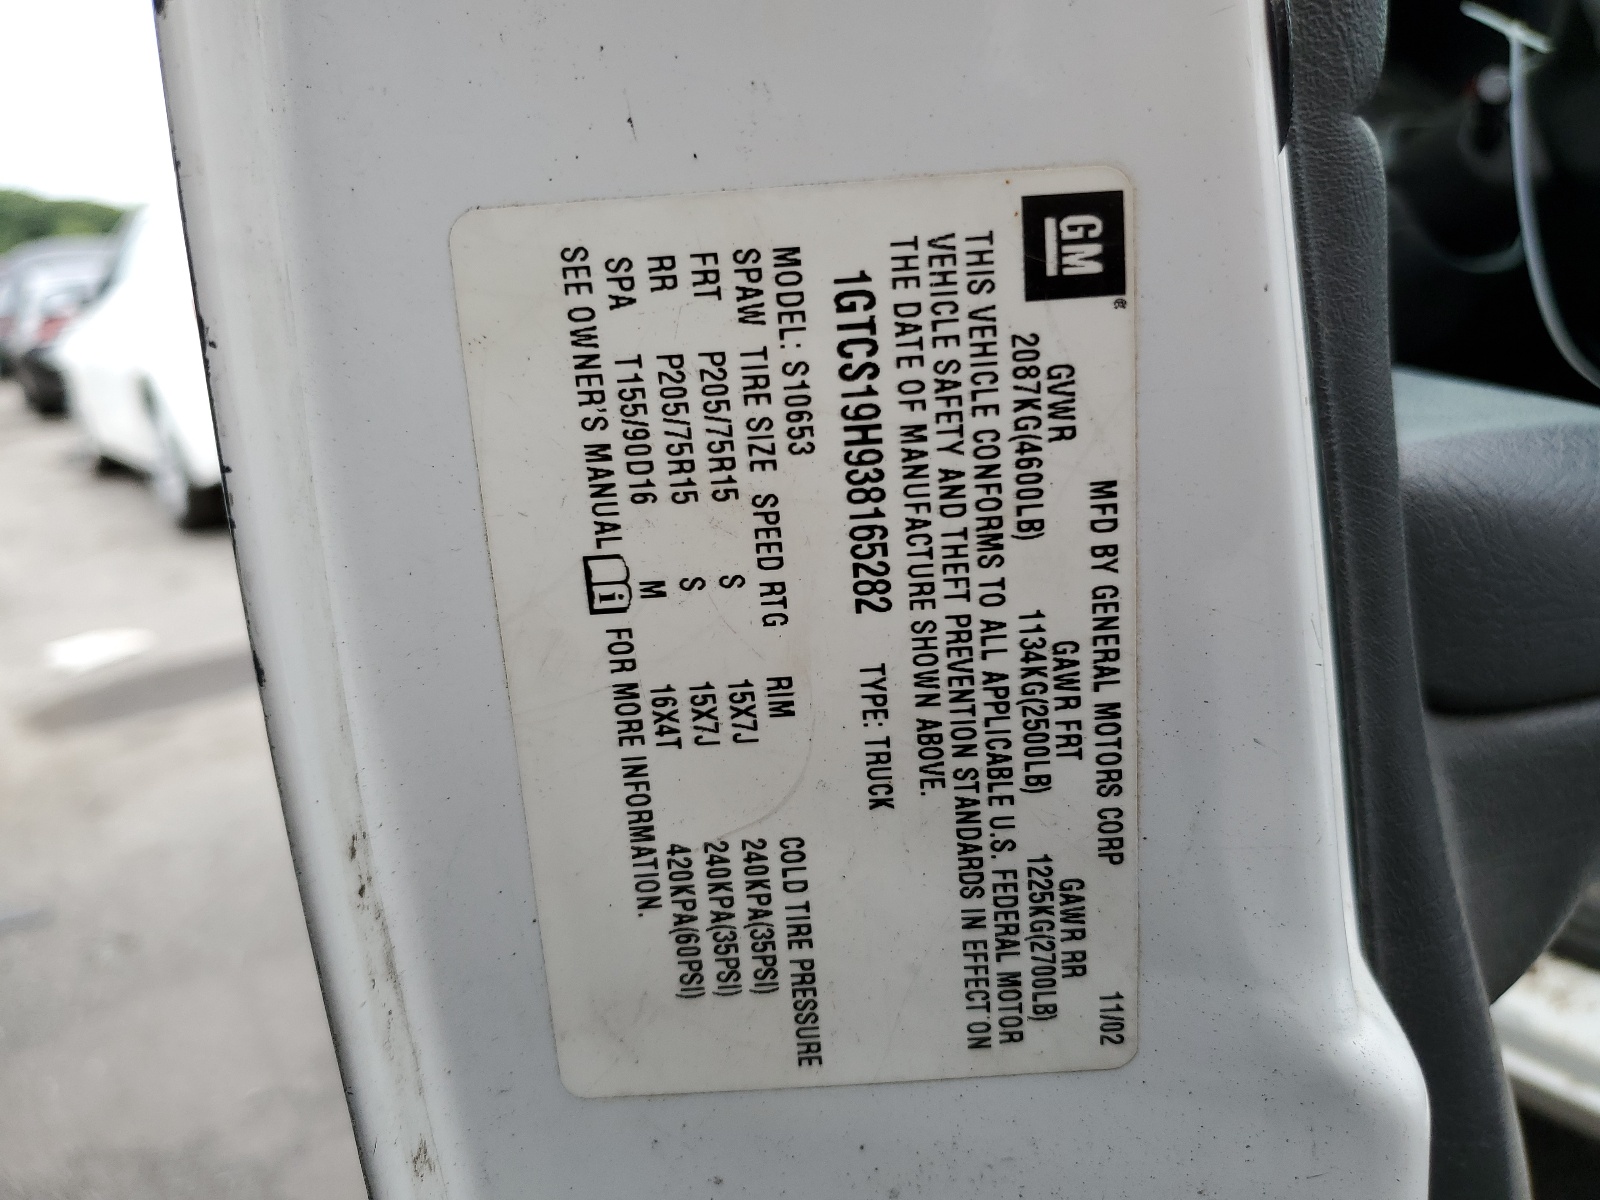 GM ®
MFD BY GENERAL MOTORS CORP 11/02
GVWR GAWR FRT GAWR RR
2087KG(4600LB) 1134KG(2500LB) 1225KG(2700LB)
THIS VEHICLE CONFORMS TO ALL APPLICABLE U.S. FEDERAL MOTOR
VEHICLE SAFETY AND THEFT PREVENTION STANDARDS IN EFFECT ON
THE DATE OF MANUFACTURE SHOWN ABOVE.
1GTCS19H938165282 TYPE: TRUCK
MODEL: S10653
SPAW TIRE SIZE SPEED RTG RIM COLD TIRE PRESSURE
FRT P205/75R15 S 15X7J 240KPA(35PSI)
RR P205/75R15 S 15X7J 240KPA(35PSI)
SPA T155/90D16 M 16X4T 420KPA(60PSI)
SEE OWNER'S MANUAL i FOR MORE INFORMATION.